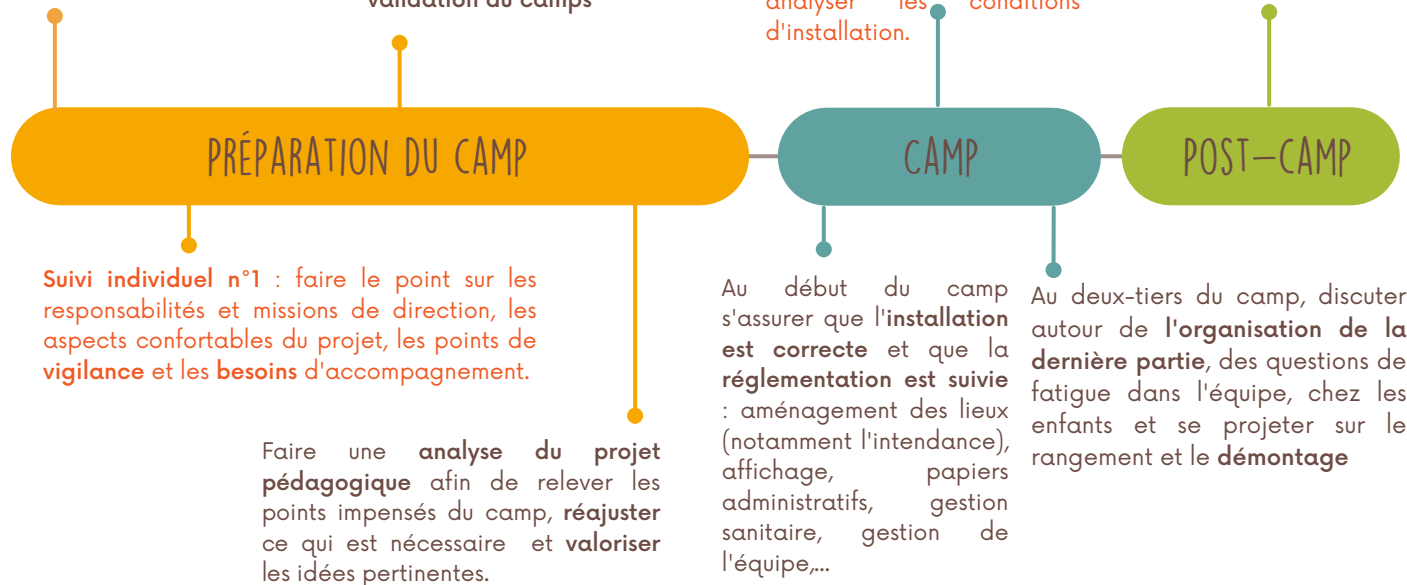 validation du camps
analyser les conditions
d'installation.
PRÉPARATION DU CAMP
CAMP
POST-CAMP
Suivi individuel n°1 : faire le point sur les
responsabilités et missions de direction, les
aspects confortables du projet, les points de
vigilance et les besoins d'accompagnement.
Faire une analyse du projet
pédagogique afin de relever les
points impensés du camp, réajuster
ce qui est nécessaire et valoriser
les idées pertinentes.
Au début du camp
s'assurer que l'installation
est correcte et que la
réglementation est suivie
: aménagement des lieux
(notamment l'intendance),
affichage, papiers
administratifs, gestion
sanitaire, gestion de
l'équipe,...
Au deux-tiers du camp, discuter
autour de l'organisation de la
dernière partie, des questions de
fatigue dans l'équipe, chez les
enfants et se projeter sur le
rangement et le démontage